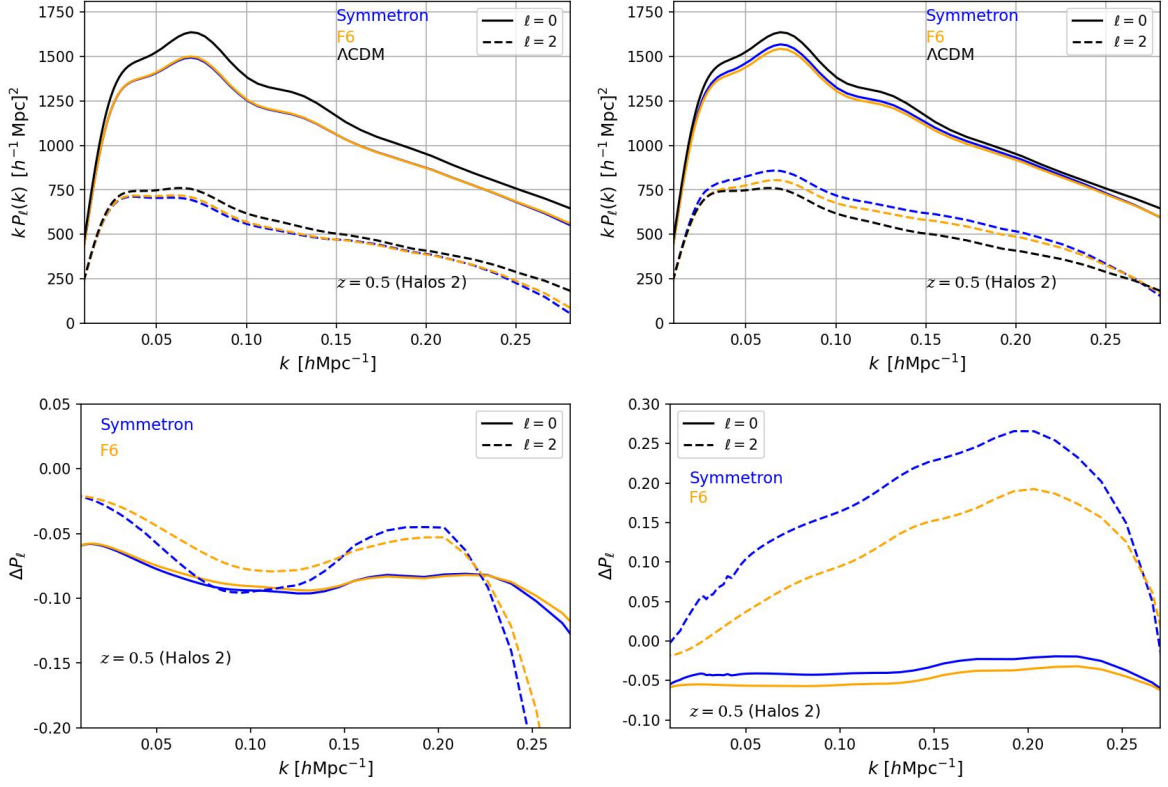 1750
1500
1250
1000
750
500
250
0
k P_ℓ(k) [h⁻¹ Mpc]²
Symmetron
F6
ΛCDM
ℓ = 0
ℓ = 2
z = 0.5 (Halos 2)
0.05 0.10 0.15 0.20 0.25
k [hMpc⁻¹]
1750
1500
1250
1000
750
500
250
0
k P_ℓ(k) [h⁻¹ Mpc]²
Symmetron
F6
ΛCDM
ℓ = 0
ℓ = 2
z = 0.5 (Halos 2)
0.05 0.10 0.15 0.20 0.25
k [hMpc⁻¹]
0.05
0.00
-0.05
-0.10
-0.15
-0.20
ΔP_ℓ
Symmetron
F6
ℓ = 0
ℓ = 2
z = 0.5 (Halos 2)
0.05 0.10 0.15 0.20 0.25
k [hMpc⁻¹]
0.30
0.25
0.20
0.15
0.10
0.05
0.00
-0.05
-0.10
ΔP_ℓ
ℓ = 0
ℓ = 2
Symmetron
F6
z = 0.5 (Halos 2)
0.05 0.10 0.15 0.20 0.25
k [hMpc⁻¹]